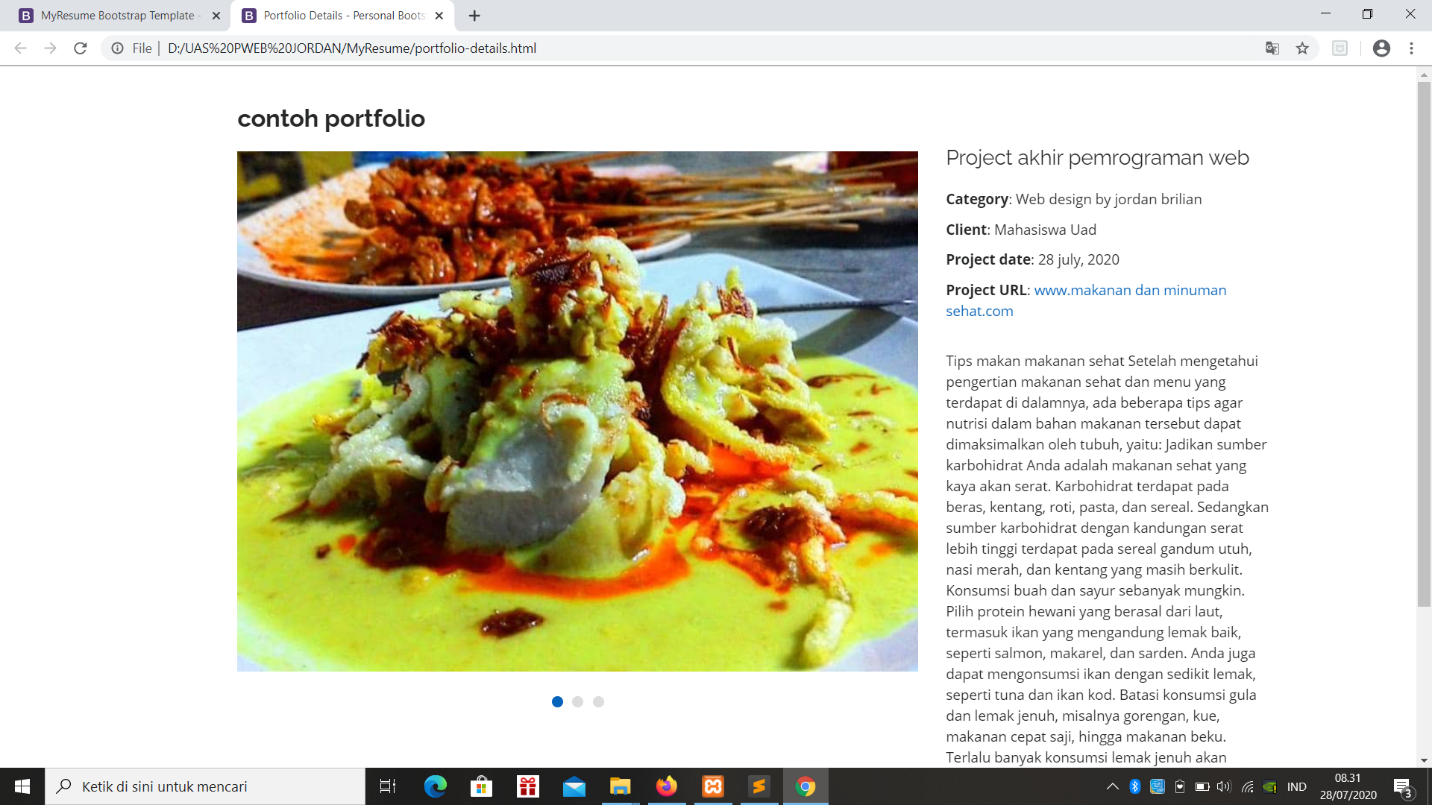 MyResume Bootstrap Template -
Portfolio Details - Personal Boots
File
D:/UAS%20PWEB%20JORDAN/MyResume/portfolio-details.html
contoh portfolio
Project akhir pemrograman web
Category: Web design by jordan brilian
Client: Mahasiswa Uad
Project date: 28 july, 2020
Project URL: www.makanan dan minuman
sehat.com
Tips makan makanan sehat Setelah mengetahui
pengertian makanan sehat dan menu yang
terdapat di dalamnya, ada beberapa tips agar
nutrisi dalam bahan makanan tersebut dapat
dimaksimalkan oleh tubuh, yaitu: Jadikan sumber
karbohidrat Anda adalah makanan sehat yang
kaya akan serat. Karbohidrat terdapat pada
beras, kentang, roti, pasta, dan sereal. Sedangkan
sumber karbohidrat dengan kandungan serat
lebih tinggi terdapat pada sereal gandum utuh,
nasi merah, dan kentang yang masih berkulit.
Konsumsi buah dan sayur sebanyak mungkin.
Pilih protein hewani yang berasal dari laut,
termasuk ikan yang mengandung lemak baik,
seperti salmon, makarel, dan sarden. Anda juga
dapat mengonsumsi ikan dengan sedikit lemak,
seperti tuna dan ikan kod. Batasi konsumsi gula
dan lemak jenuh, misalnya gorengan, kue,
makanan cepat saji, hingga makanan beku.
Terlalu banyak konsumsi lemak jenuh akan
Ketik di sini untuk mencari
IND
08.31
28/07/2020
3